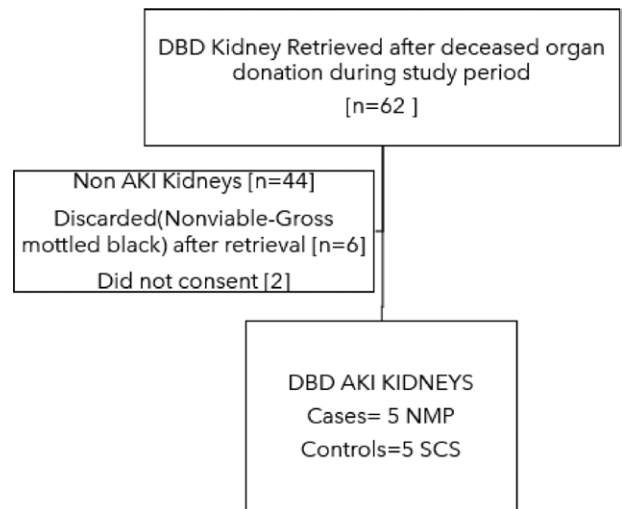 DBD Kidney Retrieved after deceased organ
donation during study period
[n=62 ]
Non AKI Kidneys [n=44]
Discarded(Nonviable-Gross
mottled black) after retrieval [n=6]
Did not consent [2]
DBD AKI KIDNEYS
Cases= 5 NMP
Controls=5 SCS